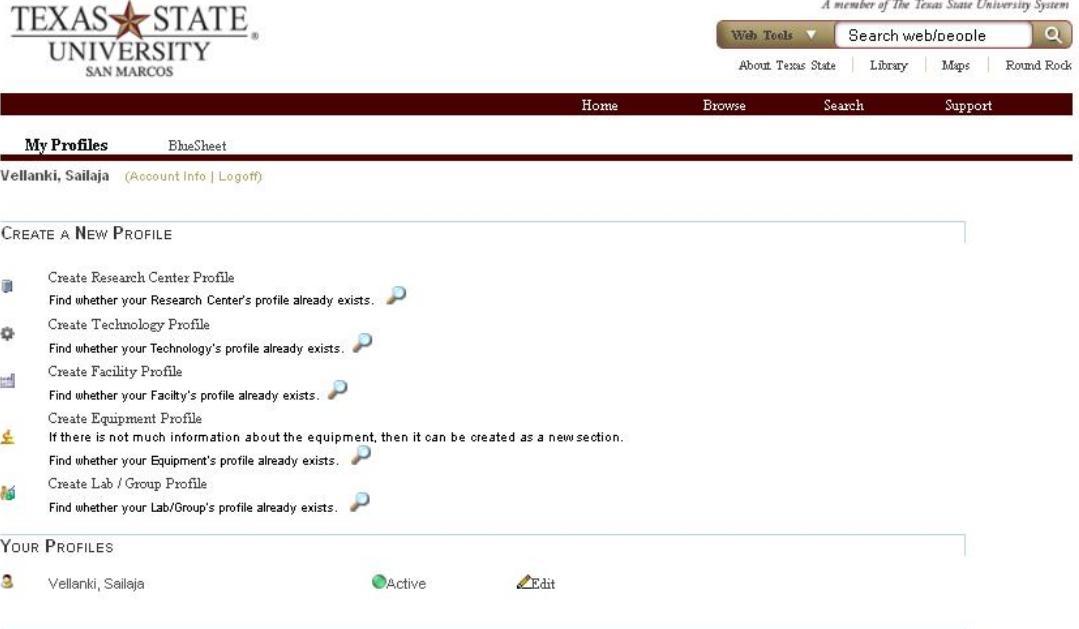 A member of The Texas State University System
TEXAS STATE
UNIVERSITY
SAN MARCOS
®
Web Tools ▼ Search web/people
About Texas State | Library | Maps | Round Rock
Home Browse Search Support
My Profiles BlueSheet
Vellanki, Sailaja (Account Info | Logoff)
CREATE A NEW PROFILE
Create Research Center Profile
Find whether your Research Center's profile already exists.
Create Technology Profile
Find whether your Technology's profile already exists.
Create Facility Profile
Find whether your Facilty's profile already exists.
Create Equipment Profile
If there is not much information about the equipment, then it can be created as a new section.
Find whether your Equipment's profile already exists.
Create Lab / Group Profile
Find whether your Lab/Group's profile already exists.
YOUR PROFILES
Vellanki, Sailaja Active Edit